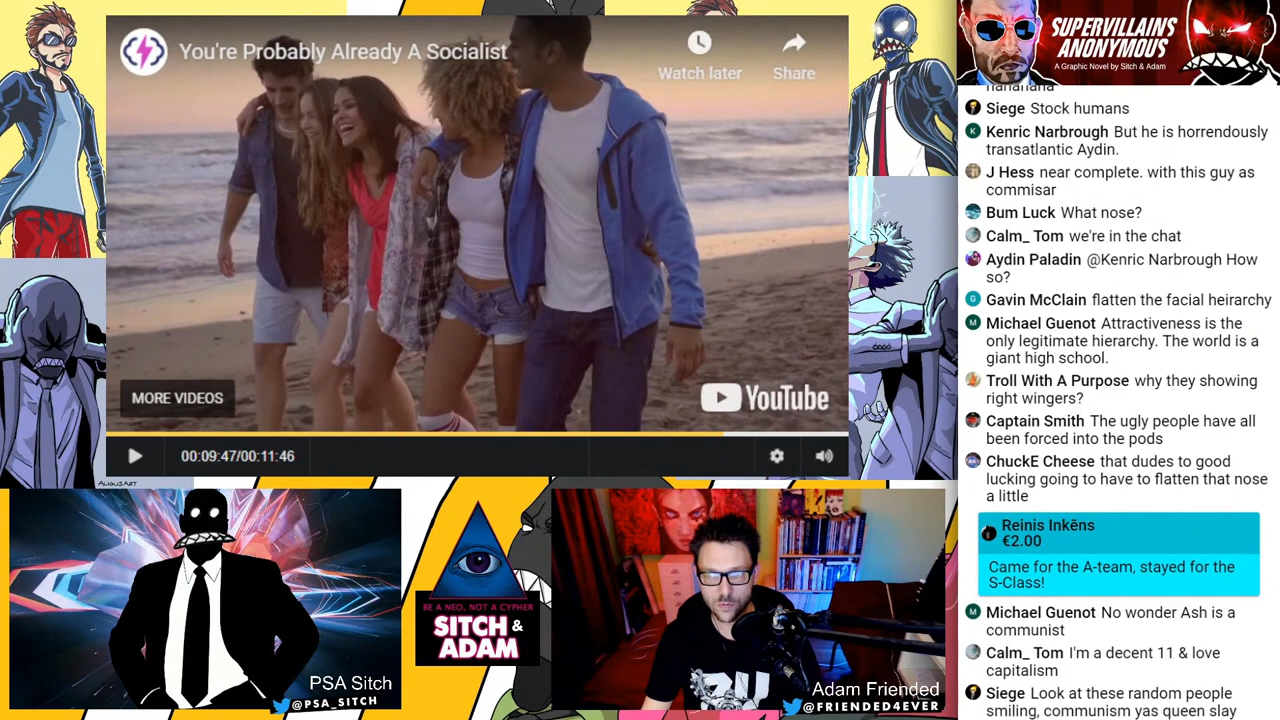 You're Probably Already A Socialist
Watch later
Share
MORE VIDEOS
YouTube
00:09:47/00:11:46
AUGUSART
PSA Sitch
@PSA_SITCH
BE A NEO, NOT A CYPHER
SITCH &
ADAM
Adam Friended
@FRIENDED4EVER
SUPERVILLAINS
ANONYMOUS
A Graphic Novel by Sitch & Adam
Siege Stock humans
Kenric Narbrough But he is horrendously
transatlantic Aydin.
J Hess near complete. with this guy as
commisar
Bum Luck What nose?
Calm_ Tom we're in the chat
Aydin Paladin @Kenric Narbrough How
so?
Gavin McClain flatten the facial heirarchy
Michael Guenot Attractiveness is the
only legitimate hierarchy. The world is a
giant high school.
Troll With A Purpose why they showing
right wingers?
Captain Smith The ugly people have all
been forced into the pods
ChuckE Cheese that dudes to good
lucking going to have to flatten that nose
a little
Reinis Inkēns
€2.00
Came for the A-team, stayed for the
S-Class!
Michael Guenot No wonder Ash is a
communist
Calm_ Tom I'm a decent 11 & love
capitalism
Siege Look at these random people
smiling, communism yas queen slay